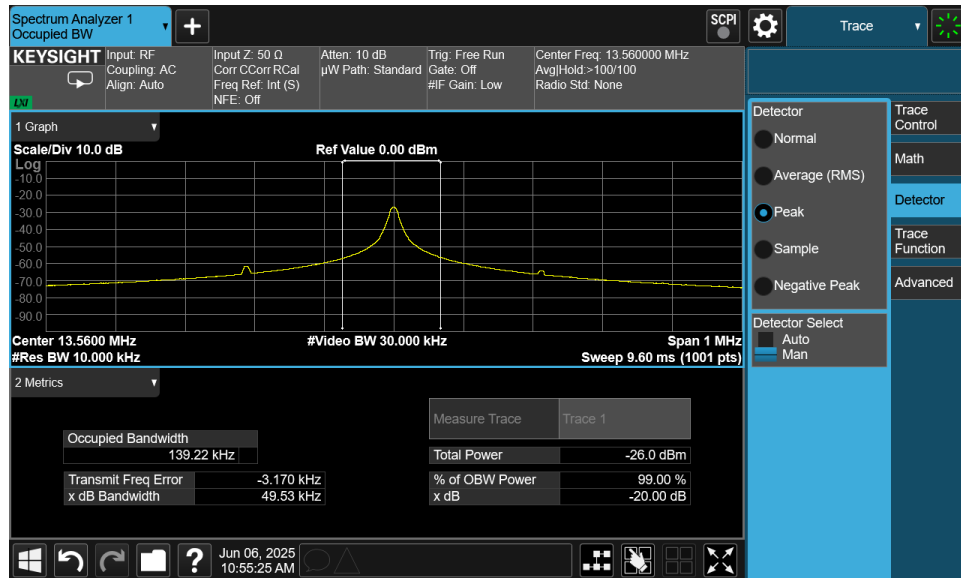 Spectrum Analyzer 1
Occupied BW
SCPI
Trace
KEYSIGHT
LXI
Input: RF
Coupling: AC
Align: Auto
Input Z: 50 Ω
Corr CCorr RCal
Freq Ref: Int (S)
NFE: Off
Atten: 10 dB
µW Path: Standard
Trig: Free Run
Gate: Off
#IF Gain: Low
Center Freq: 13.560000 MHz
Avg|Hold:>100/100
Radio Std: None
1 Graph
Scale/Div 10.0 dB
Ref Value 0.00 dBm
Log
-10.0
-20.0
-30.0
-40.0
-50.0
-60.0
-70.0
-80.0
-90.0
Center 13.5600 MHz
#Video BW 30.000 kHz
Span 1 MHz
#Res BW 10.000 kHz
Sweep 9.60 ms (1001 pts)
2 Metrics
Measure Trace
Trace 1
Occupied Bandwidth
139.22 kHz
Total Power
-26.0 dBm
Transmit Freq Error
-3.170 kHz
% of OBW Power
99.00 %
x dB Bandwidth
49.53 kHz
x dB
-20.00 dB
Detector
Normal
Average (RMS)
Peak
Sample
Negative Peak
Detector Select
Auto
Man
Trace
Control
Math
Detector
Trace
Function
Advanced
?
Jun 06, 2025
10:55:25 AM